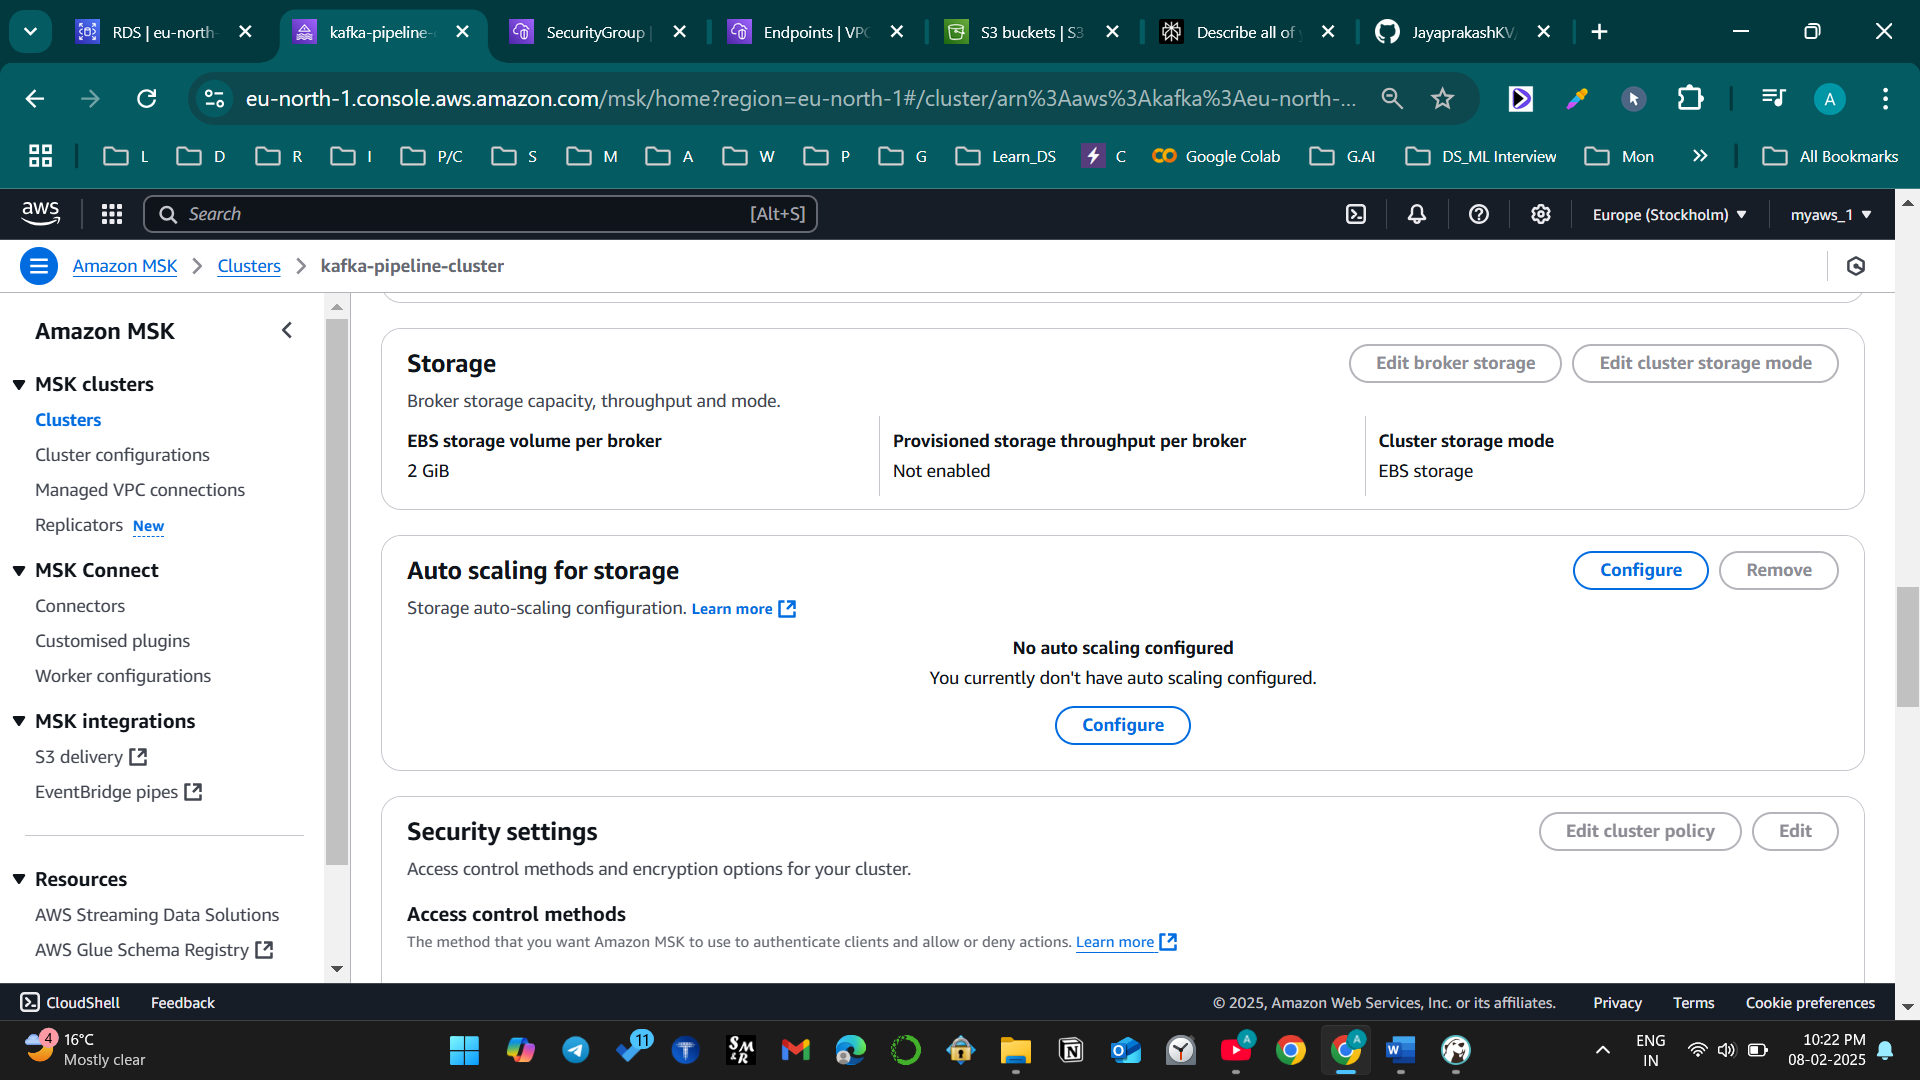 RDS | eu-north-
kafka-pipeline-
SecurityGroup |
Endpoints | VPC
S3 buckets | S3
Describe all of
JayaprakashKV
eu-north-1.console.aws.amazon.com/msk/home?region=eu-north-1#/cluster/arn%3Aaws%3Akafka%3Aeu-north-...
A
L
D
R
I
P/C
S
M
A
W
P
G
Learn_DS
C
Google Colab
G.AI
DS_ML Interview
Mon
All Bookmarks
aws
Search
[Alt+S]
Europe (Stockholm)
myaws_1
Amazon MSK
Clusters
kafka-pipeline-cluster
Amazon MSK
MSK clusters
Clusters
Cluster configurations
Managed VPC connections
Replicators New
MSK Connect
Connectors
Customised plugins
Worker configurations
MSK integrations
S3 delivery
EventBridge pipes
Resources
AWS Streaming Data Solutions
AWS Glue Schema Registry
Storage
Edit broker storage
Edit cluster storage mode
Broker storage capacity, throughput and mode.
EBS storage volume per broker
2 GiB
Provisioned storage throughput per broker
Not enabled
Cluster storage mode
EBS storage
Auto scaling for storage
Configure
Remove
Storage auto-scaling configuration. Learn more
No auto scaling configured
You currently don't have auto scaling configured.
Configure
Security settings
Edit cluster policy
Edit
Access control methods and encryption options for your cluster.
Access control methods
The method that you want Amazon MSK to use to authenticate clients and allow or deny actions. Learn more
CloudShell
Feedback
© 2025, Amazon Web Services, Inc. or its affiliates.
Privacy
Terms
Cookie preferences
4
16°C
Mostly clear
11
T
SM
&R
A
A
ENG
IN
10:22 PM
08-02-2025